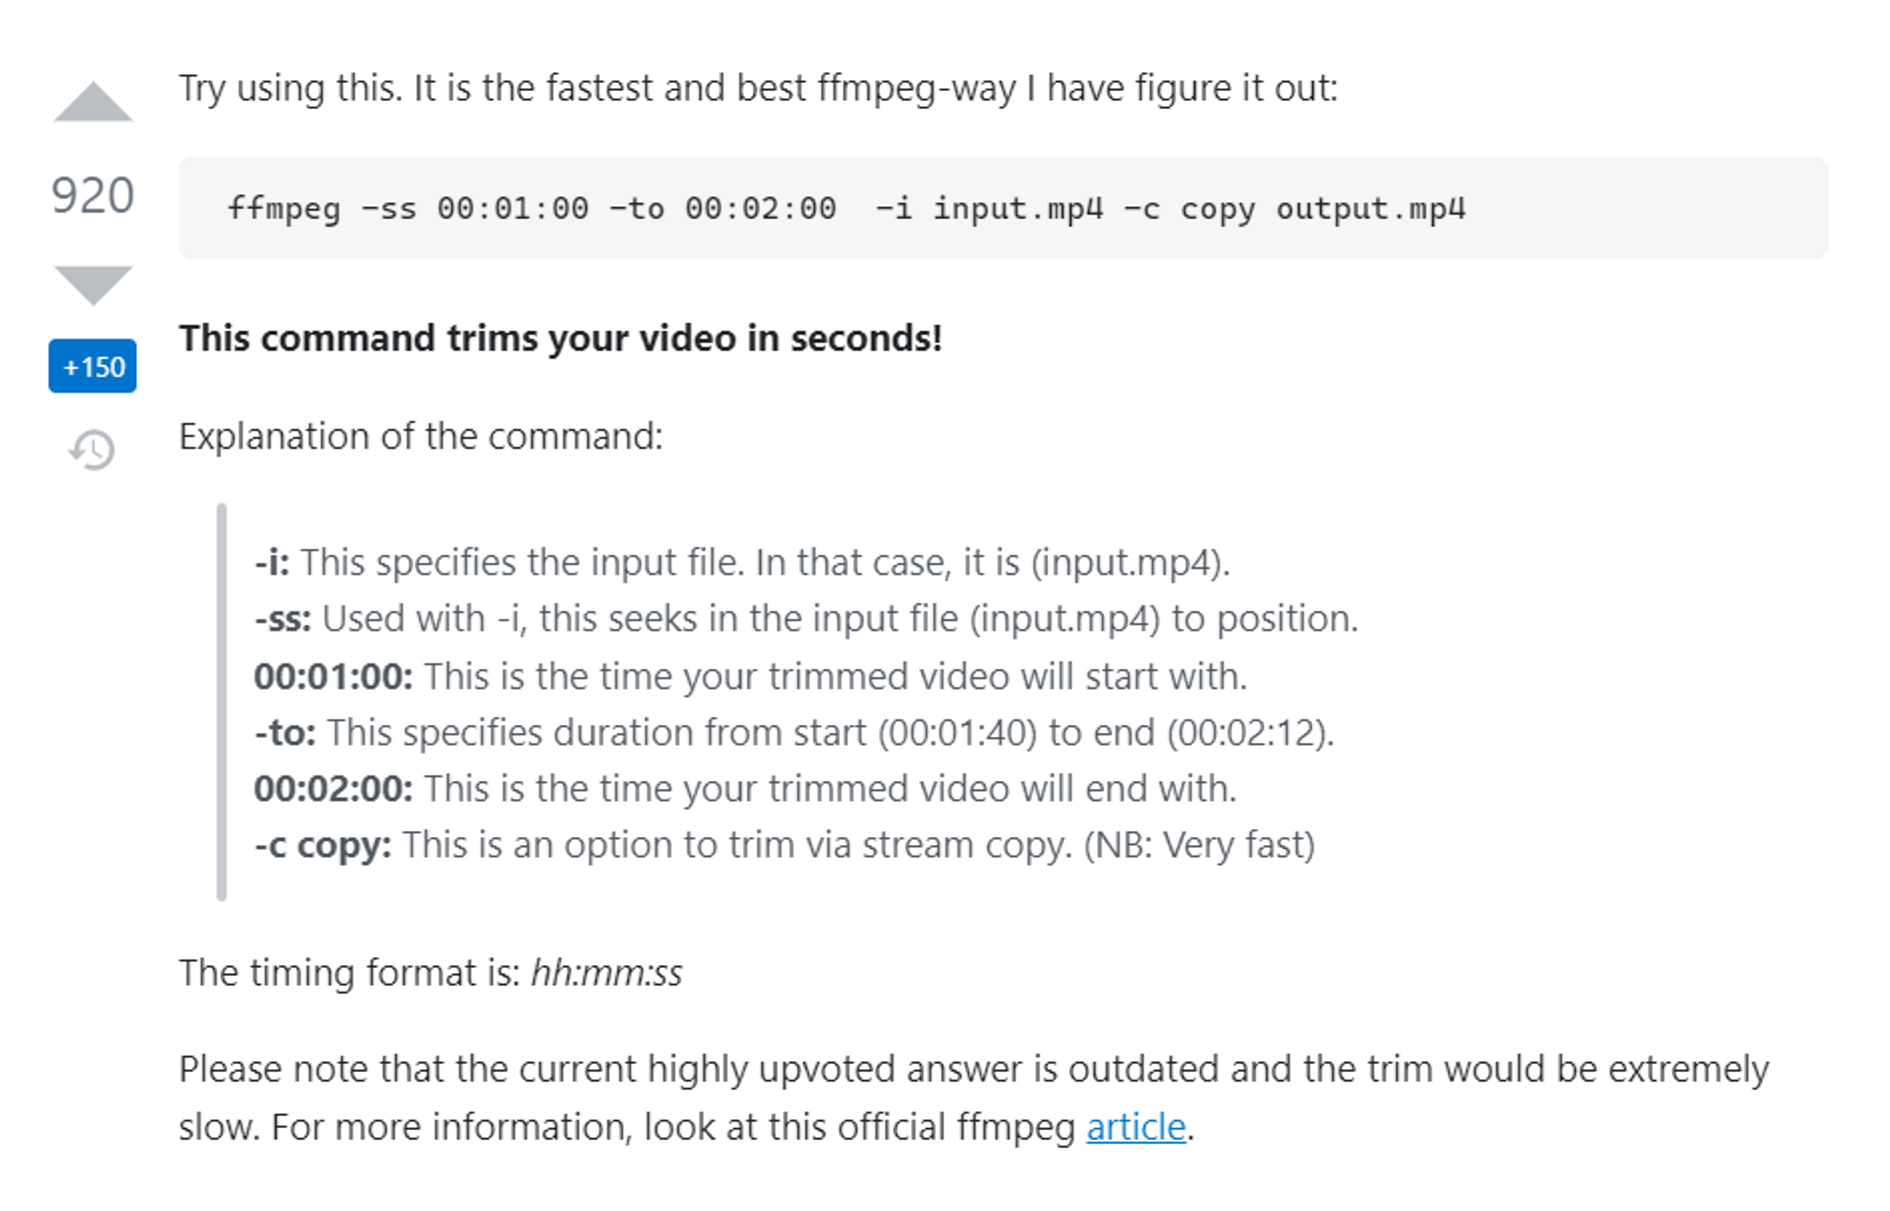 Try using this. It is the fastest and best ffmpeg-way I have figure it out:
920
ffmpeg -ss 00:01:00 -to 00:02:00  -i input.mp4 -c copy output.mp4
This command trims your video in seconds!
+150
Explanation of the command:
-i: This specifies the input file. In that case, it is (input.mp4).
-ss: Used with -i, this seeks in the input file (input.mp4) to position.
00:01:00: This is the time your trimmed video will start with.
-to: This specifies duration from start (00:01:40) to end (00:02:12).
00:02:00: This is the time your trimmed video will end with.
-c copy: This is an option to trim via stream copy. (NB: Very fast)
The timing format is: hh:mm:ss
Please note that the current highly upvoted answer is outdated and the trim would be extremely
slow. For more information, look at this official ffmpeg article.